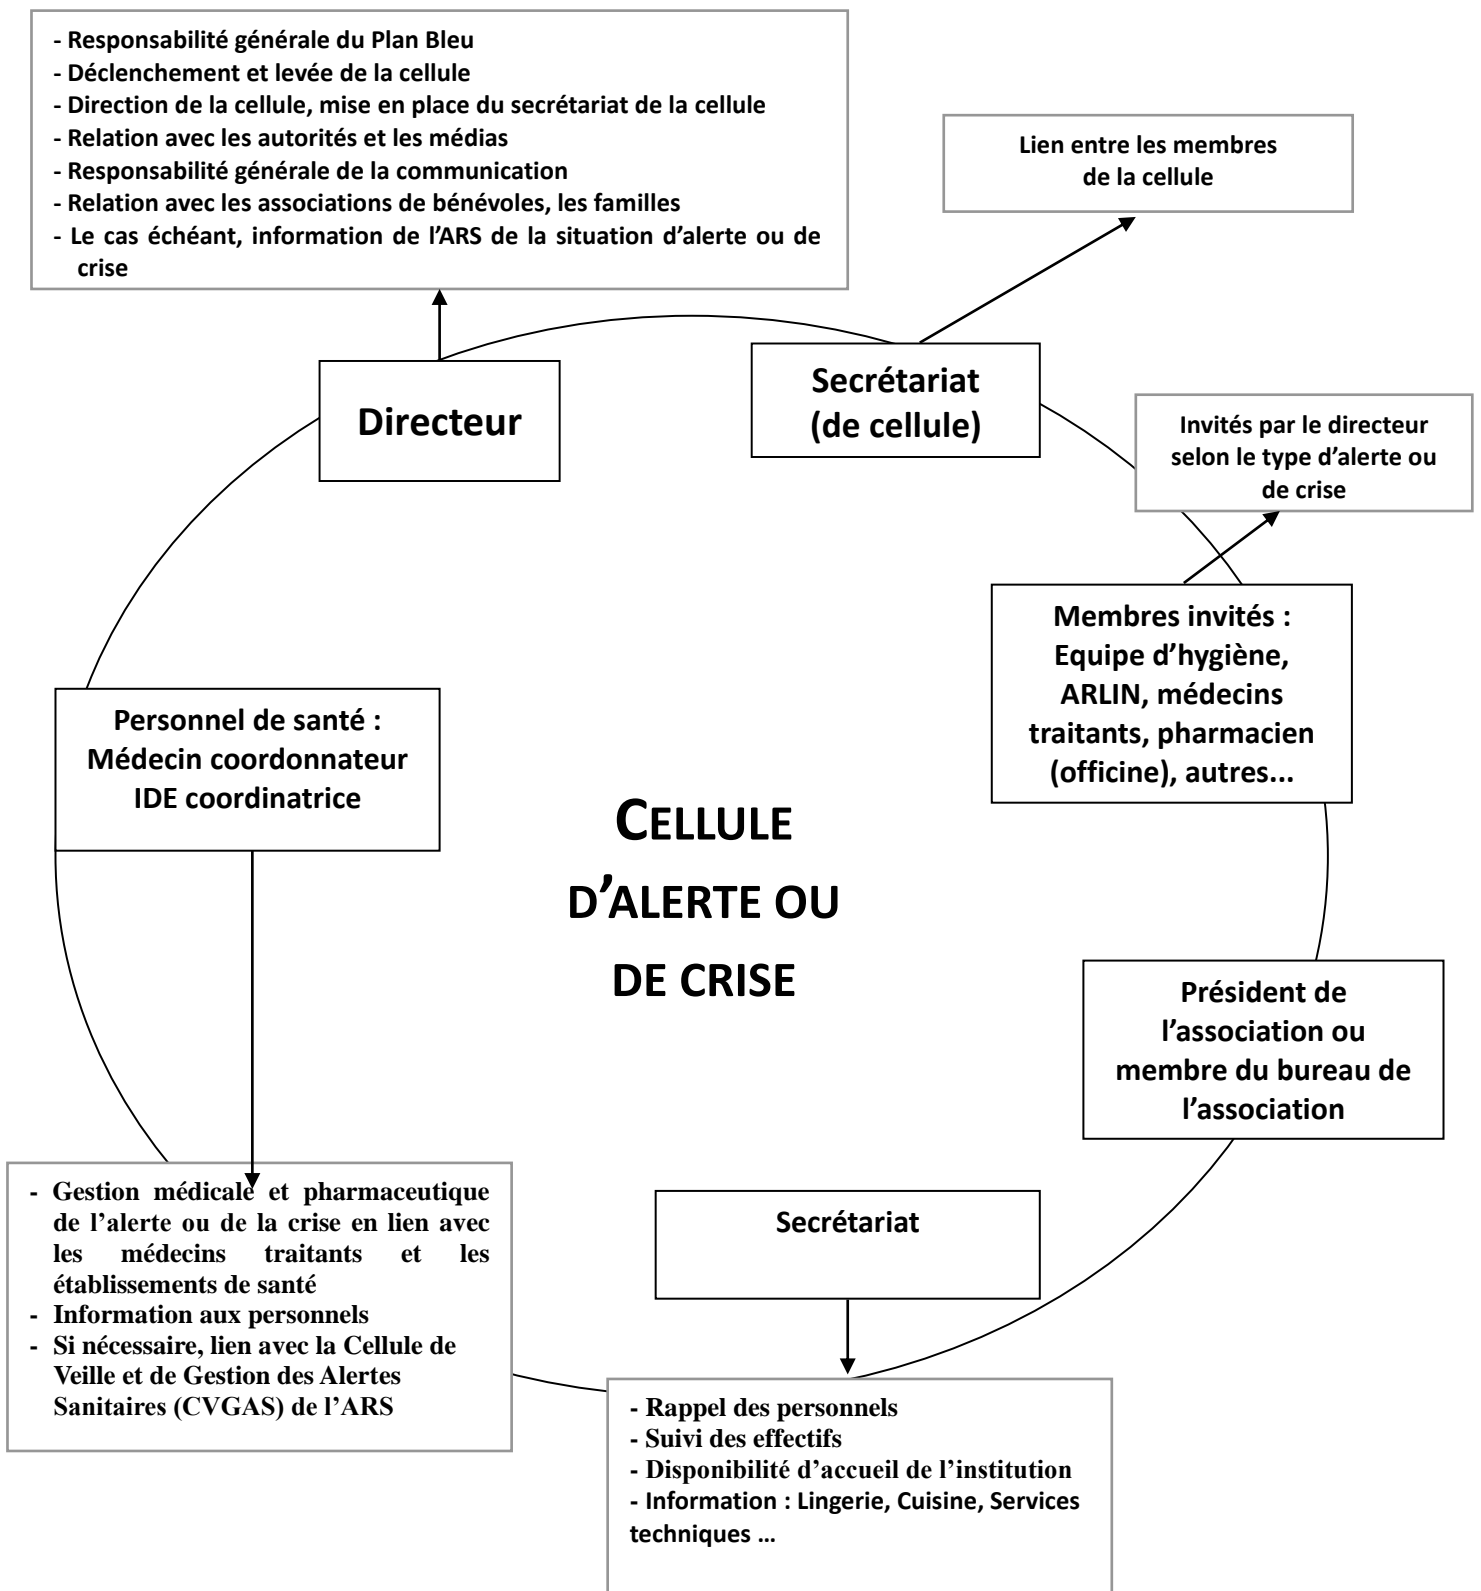 - Responsabilité générale du Plan Bleu
- Déclenchement et levée de la cellule
- Direction de la cellule, mise en place du secrétariat de la cellule
- Relation avec les autorités et les médias
- Responsabilité générale de la communication
- Relation avec les associations de bénévoles, les familles
- Le cas échéant, information de l’ARS de la situation d’alerte ou de
crise
Lien entre les membres
de la cellule
Directeur
Secrétariat
(de cellule)
Invités par le directeur
selon le type d’alerte ou
de crise
Membres invités :
Equipe d’hygiène,
ARLIN, médecins
traitants, pharmacien
(officine), autres...
Personnel de santé :
Médecin coordonnateur
IDE coordinatrice
CELLULE
D’ALERTE OU
DE CRISE
Président de
l’association ou
membre du bureau de
l’association
- Gestion médicale et pharmaceutique
de l’alerte ou de la crise en lien avec
les médecins traitants et les
établissements de santé
- Information aux personnels
- Si nécessaire, lien avec la Cellule de
Veille et de Gestion des Alertes
Sanitaires (CVGAS) de l’ARS
Secrétariat
- Rappel des personnels
- Suivi des effectifs
- Disponibilité d’accueil de l’institution
- Information : Lingerie, Cuisine, Services
techniques …